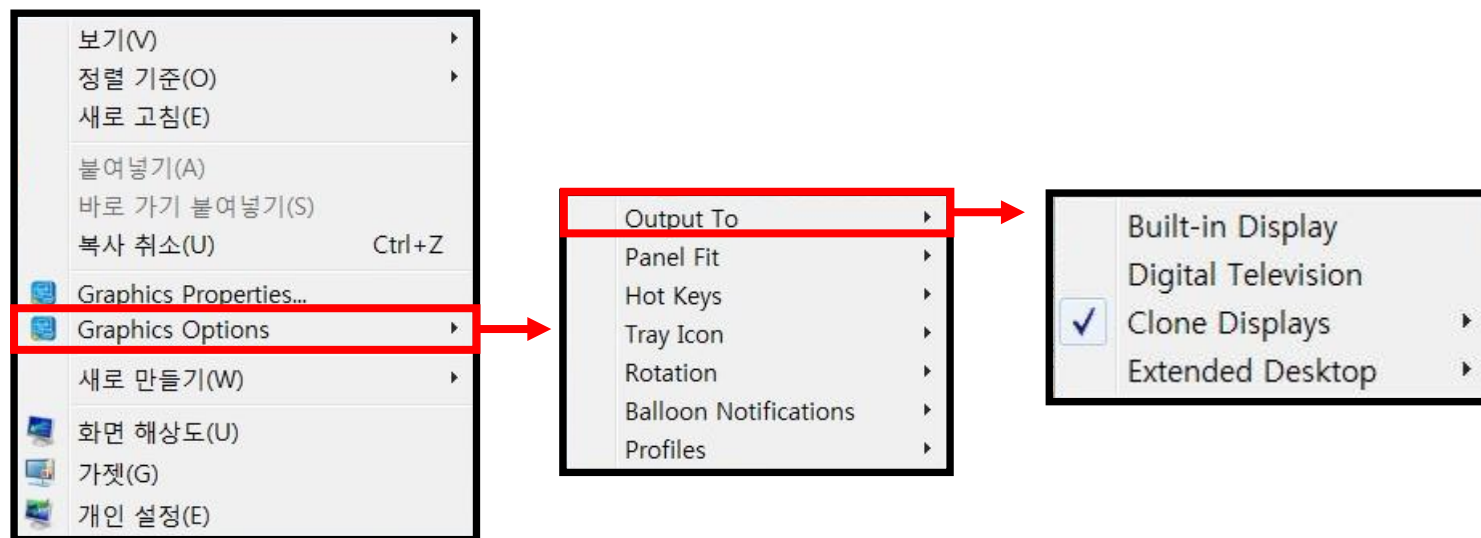 보기(V)
정렬 기준(O)
새로 고침(E)
붙여넣기(A)
바로 가기 붙여넣기(S)
복사 취소(U) Ctrl+Z
Graphics Properties...
Graphics Options
새로 만들기(W)
화면 해상도(U)
가젯(G)
개인 설정(E)
Output To
Panel Fit
Hot Keys
Tray Icon
Rotation
Balloon Notifications
Profiles
Built-in Display
Digital Television
Clone Displays
Extended Desktop